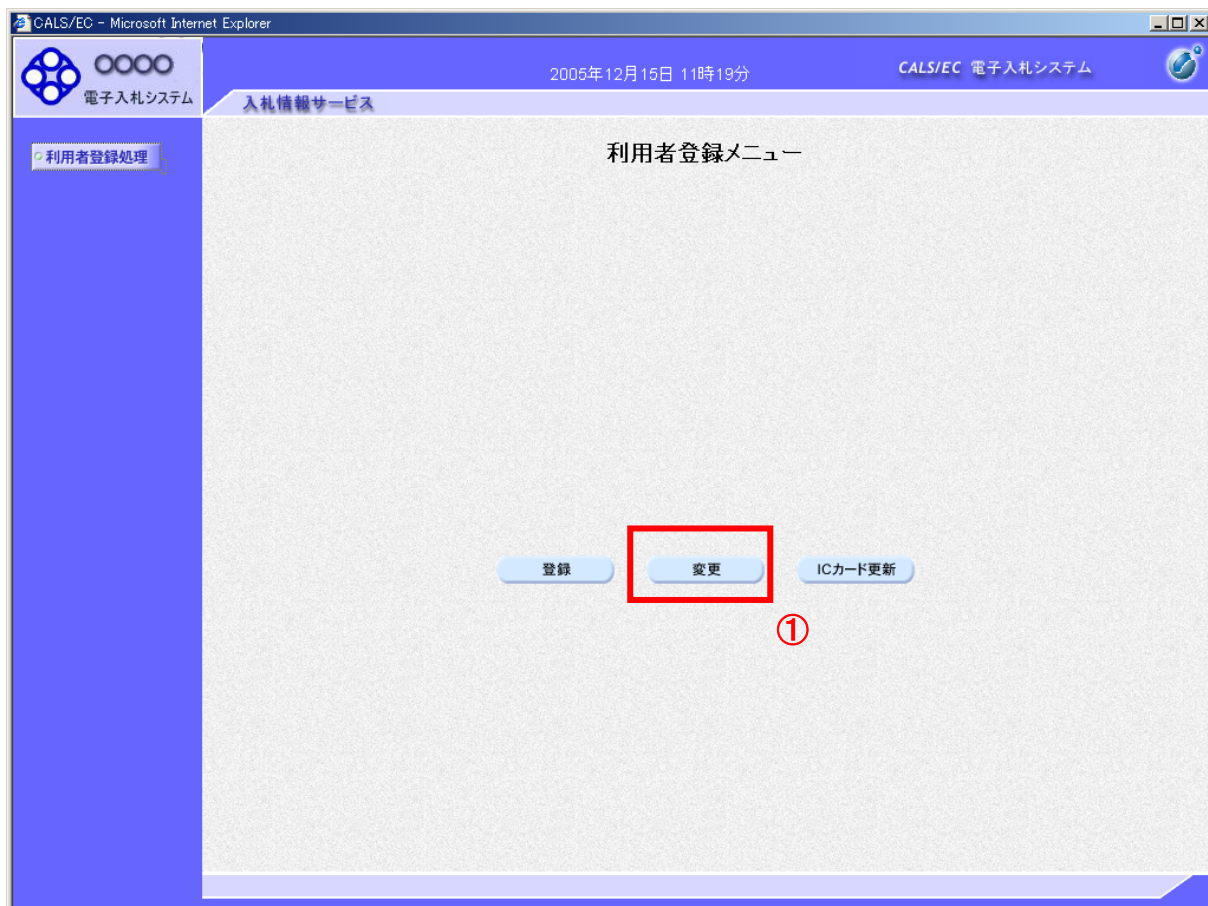 CALS/EC - Microsoft Internet Explorer
○○○○
電子入札システム
2005年12月15日 11時19分
CALS/EC 電子入札システム
入札情報サービス
利用者登録処理
利用者登録メニュー
登録
変更
ICカード更新
①